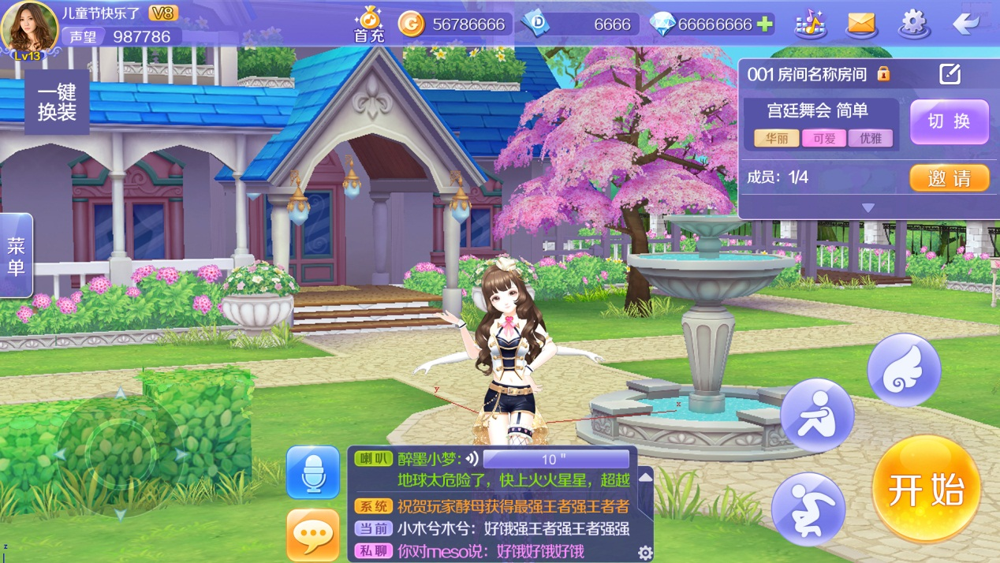 儿童节快乐了 V8
声望 987786
Lv13
首充
56786666
6666
66666666
一键
换装
菜单
001房间名称房间
宫廷舞会 简单
华丽 可爱 优雅
切换
成员：1/4
邀请
y
x
z
喇叭 醉墨小梦： 10"
地球太危险了，快上火火星星，超越
系统 祝贺玩家酵母获得最强王者强王者者
当前 小木兮木兮：好饿强王者强王者强强
私聊 你对meso说：好饿好饿好饿
开始